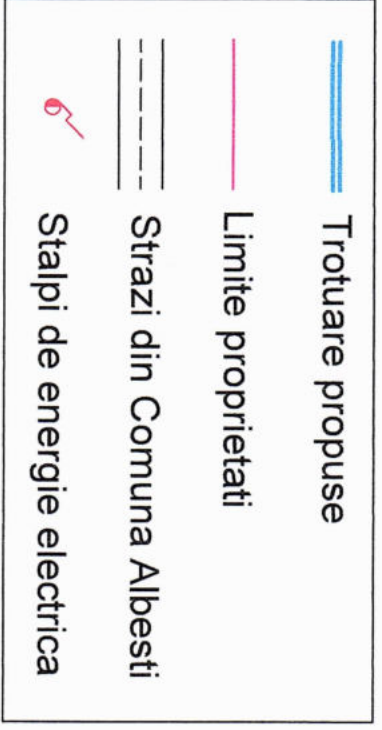 Trotuare propuse
Limite proprietati
Strazi din Comuna Albesti
Stalpi de energie electrica